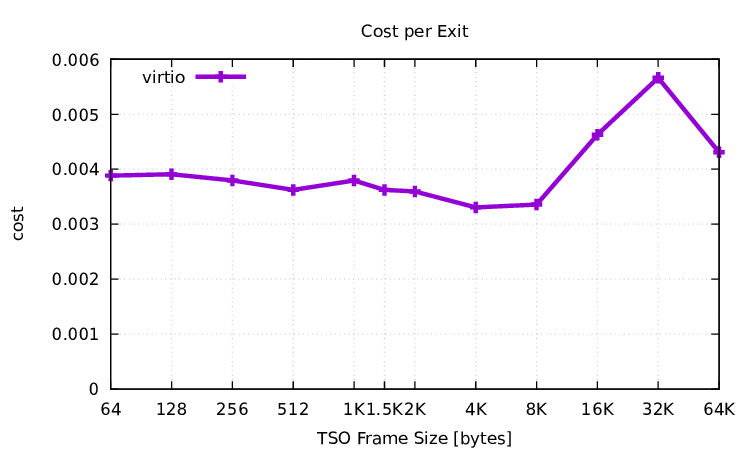 Cost per Exit
virtio
cost
0.006
0.005
0.004
0.003
0.002
0.001
0
64 128 256 512 1K 1.5K 2K 4K 8K 16K 32K 64K
TSO Frame Size [bytes]